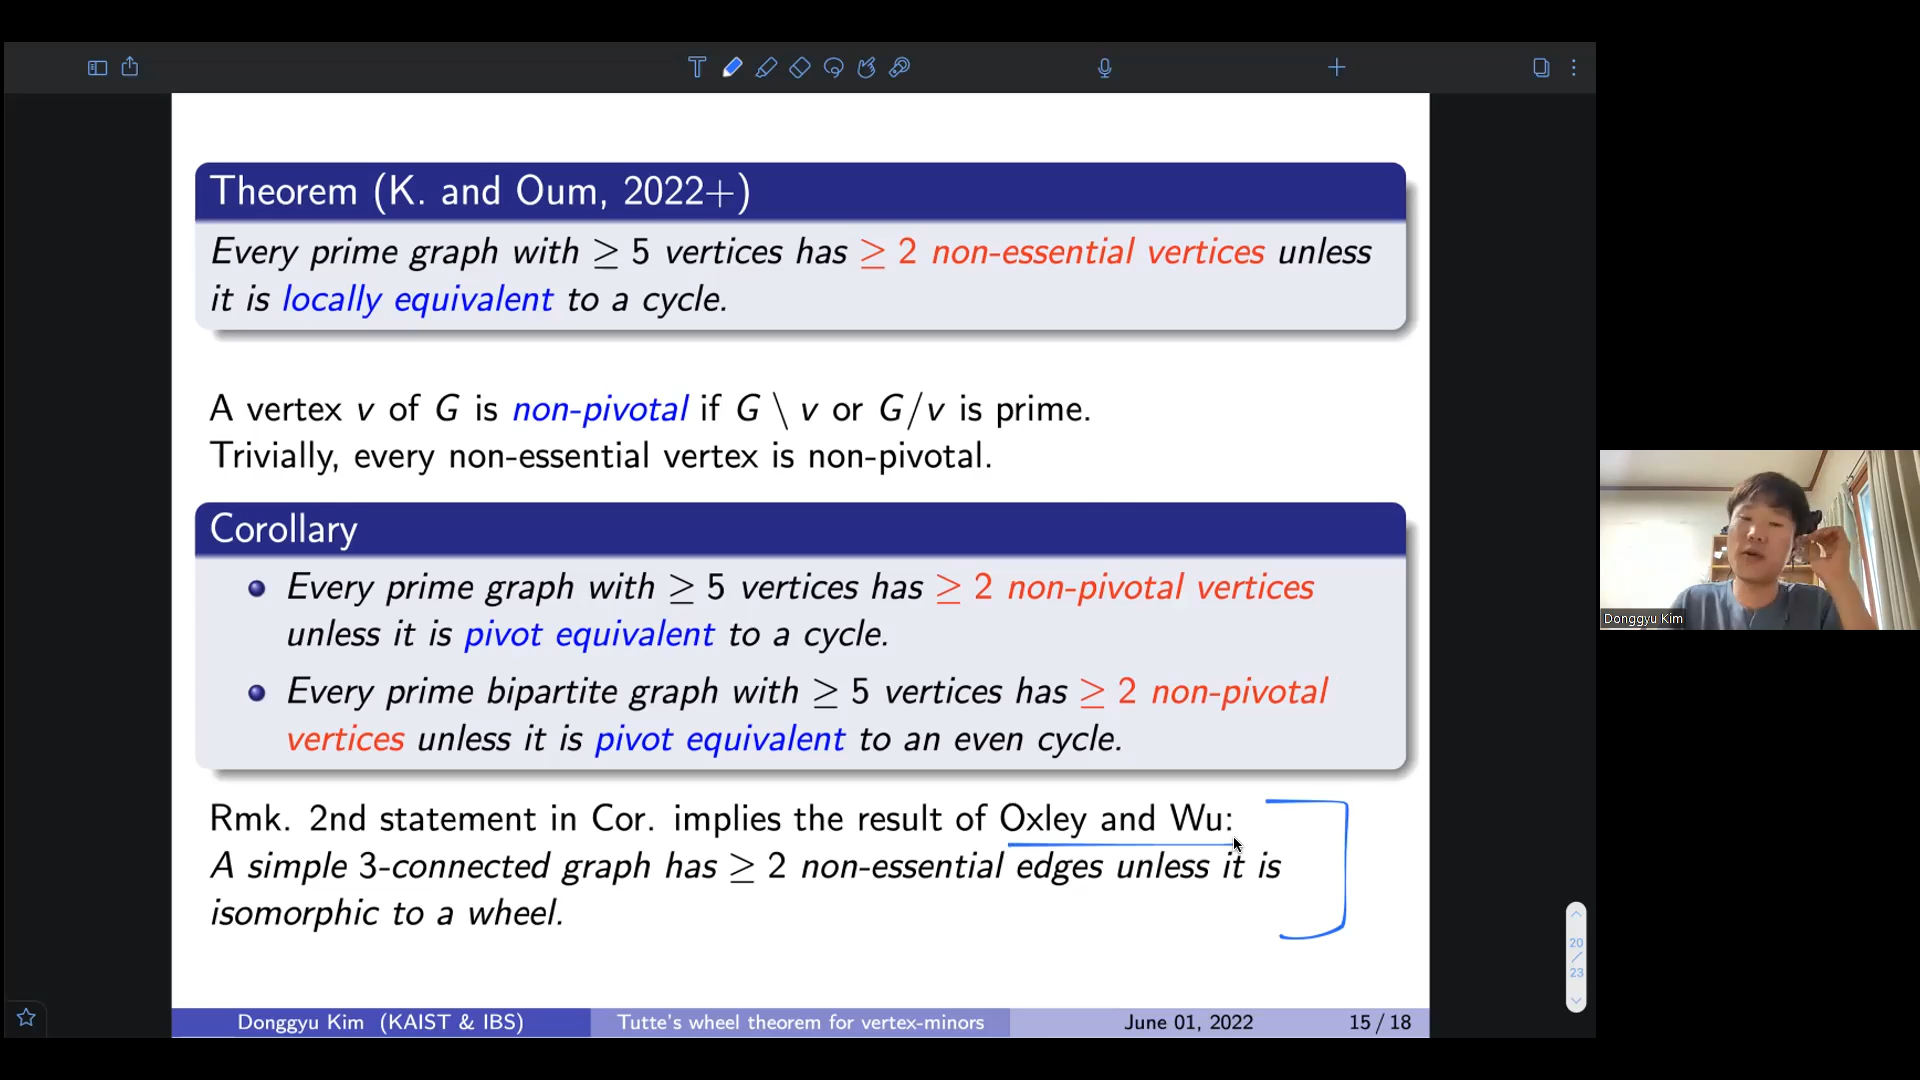 Theorem (K. and Oum, 2022+)
Every prime graph with ≥ 5 vertices has ≥ 2 non-essential vertices unless
it is locally equivalent to a cycle.
A vertex v of G is non-pivotal if G \ v or G/v is prime.
Trivially, every non-essential vertex is non-pivotal.
Corollary
Every prime graph with ≥ 5 vertices has ≥ 2 non-pivotal vertices
unless it is pivot equivalent to a cycle.
Every prime bipartite graph with ≥ 5 vertices has ≥ 2 non-pivotal
vertices unless it is pivot equivalent to an even cycle.
Rmk. 2nd statement in Cor. implies the result of Oxley and Wu:
A simple 3-connected graph has ≥ 2 non-essential edges unless it is
isomorphic to a wheel.
Donggyu Kim (KAIST & IBS) Tutte's wheel theorem for vertex-minors June 01, 2022 15 / 18
20
/
23
Donggyu Kim